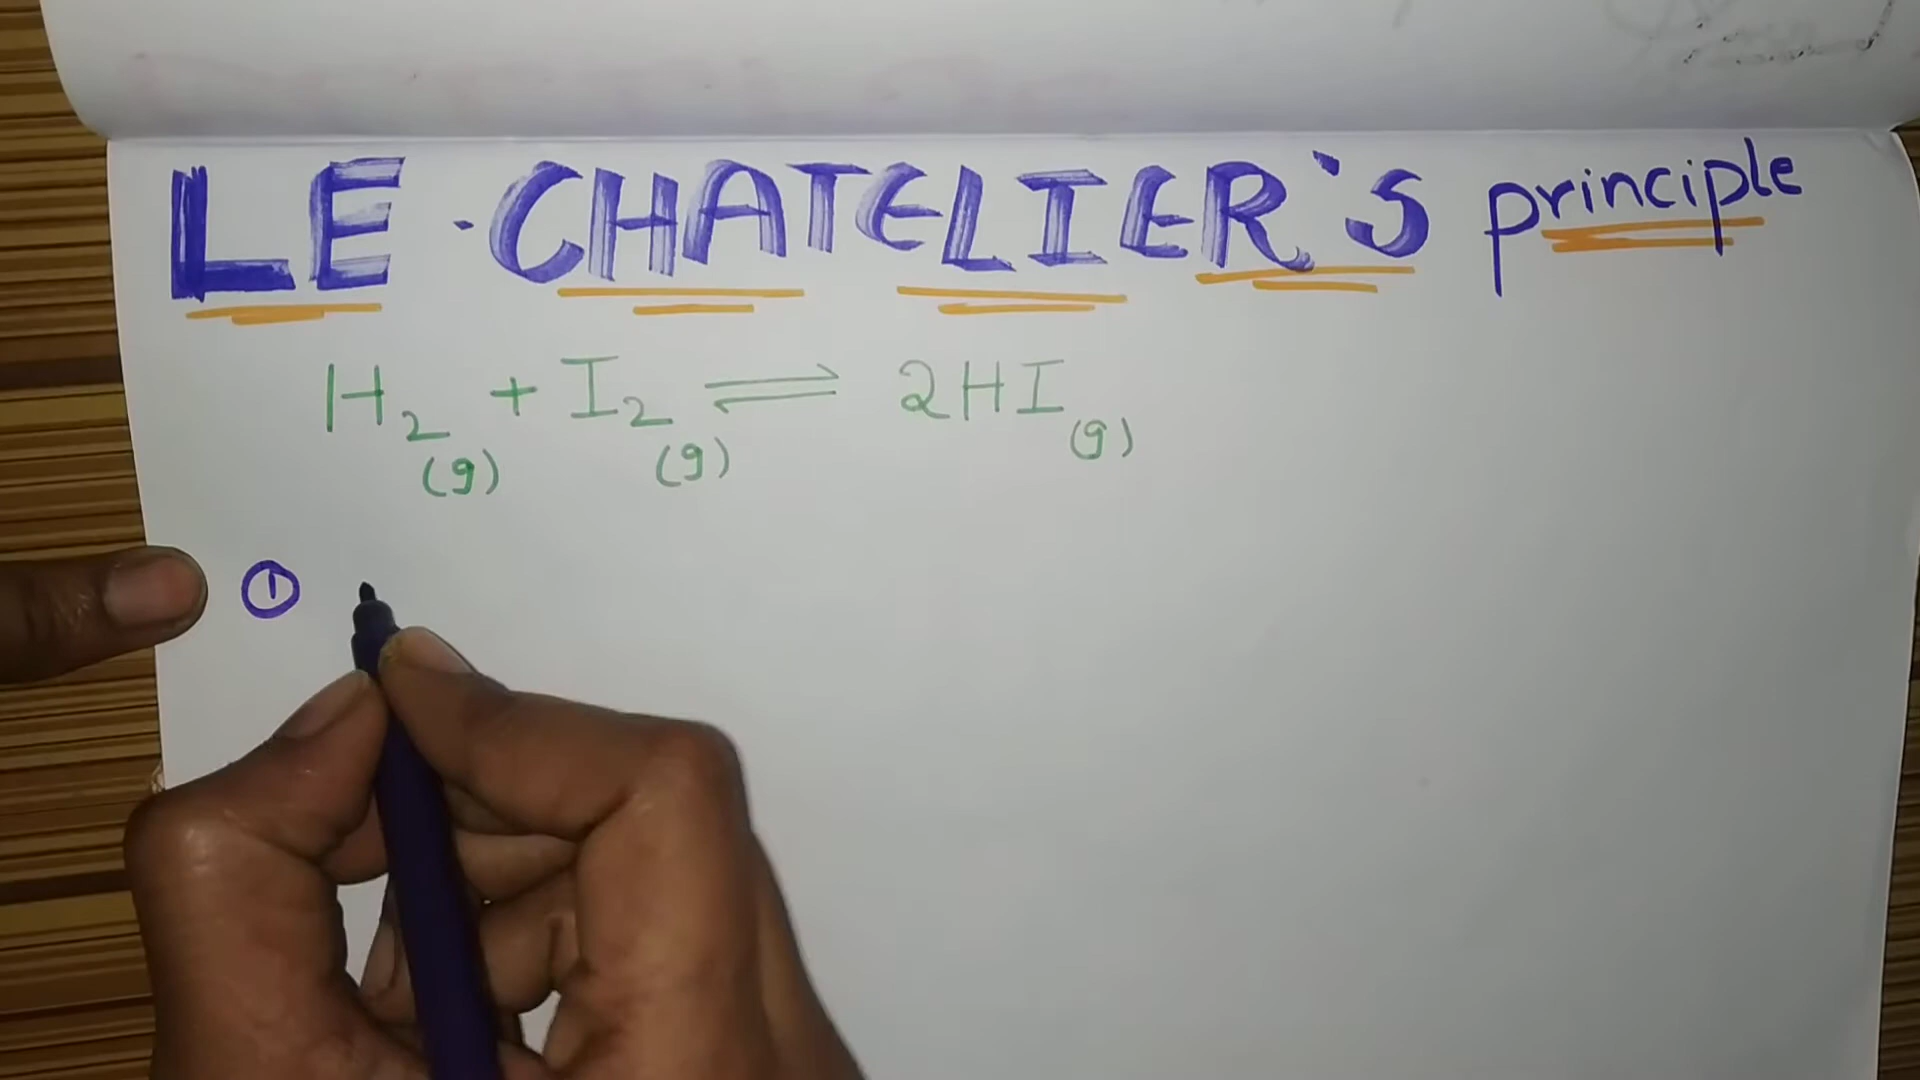 LE-CHATELIER'S principle
H₂(g) + I₂(g) ⇌ 2HI(g)
①